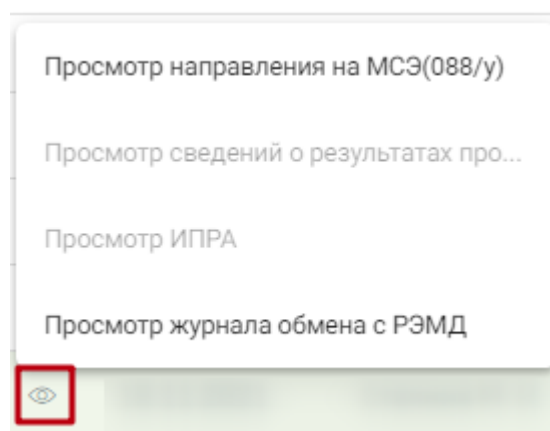 Просмотр направления на МСЭ(088/у)
Просмотр сведений о результатах про...
Просмотр ИПРА
Просмотр журнала обмена с РЭМД